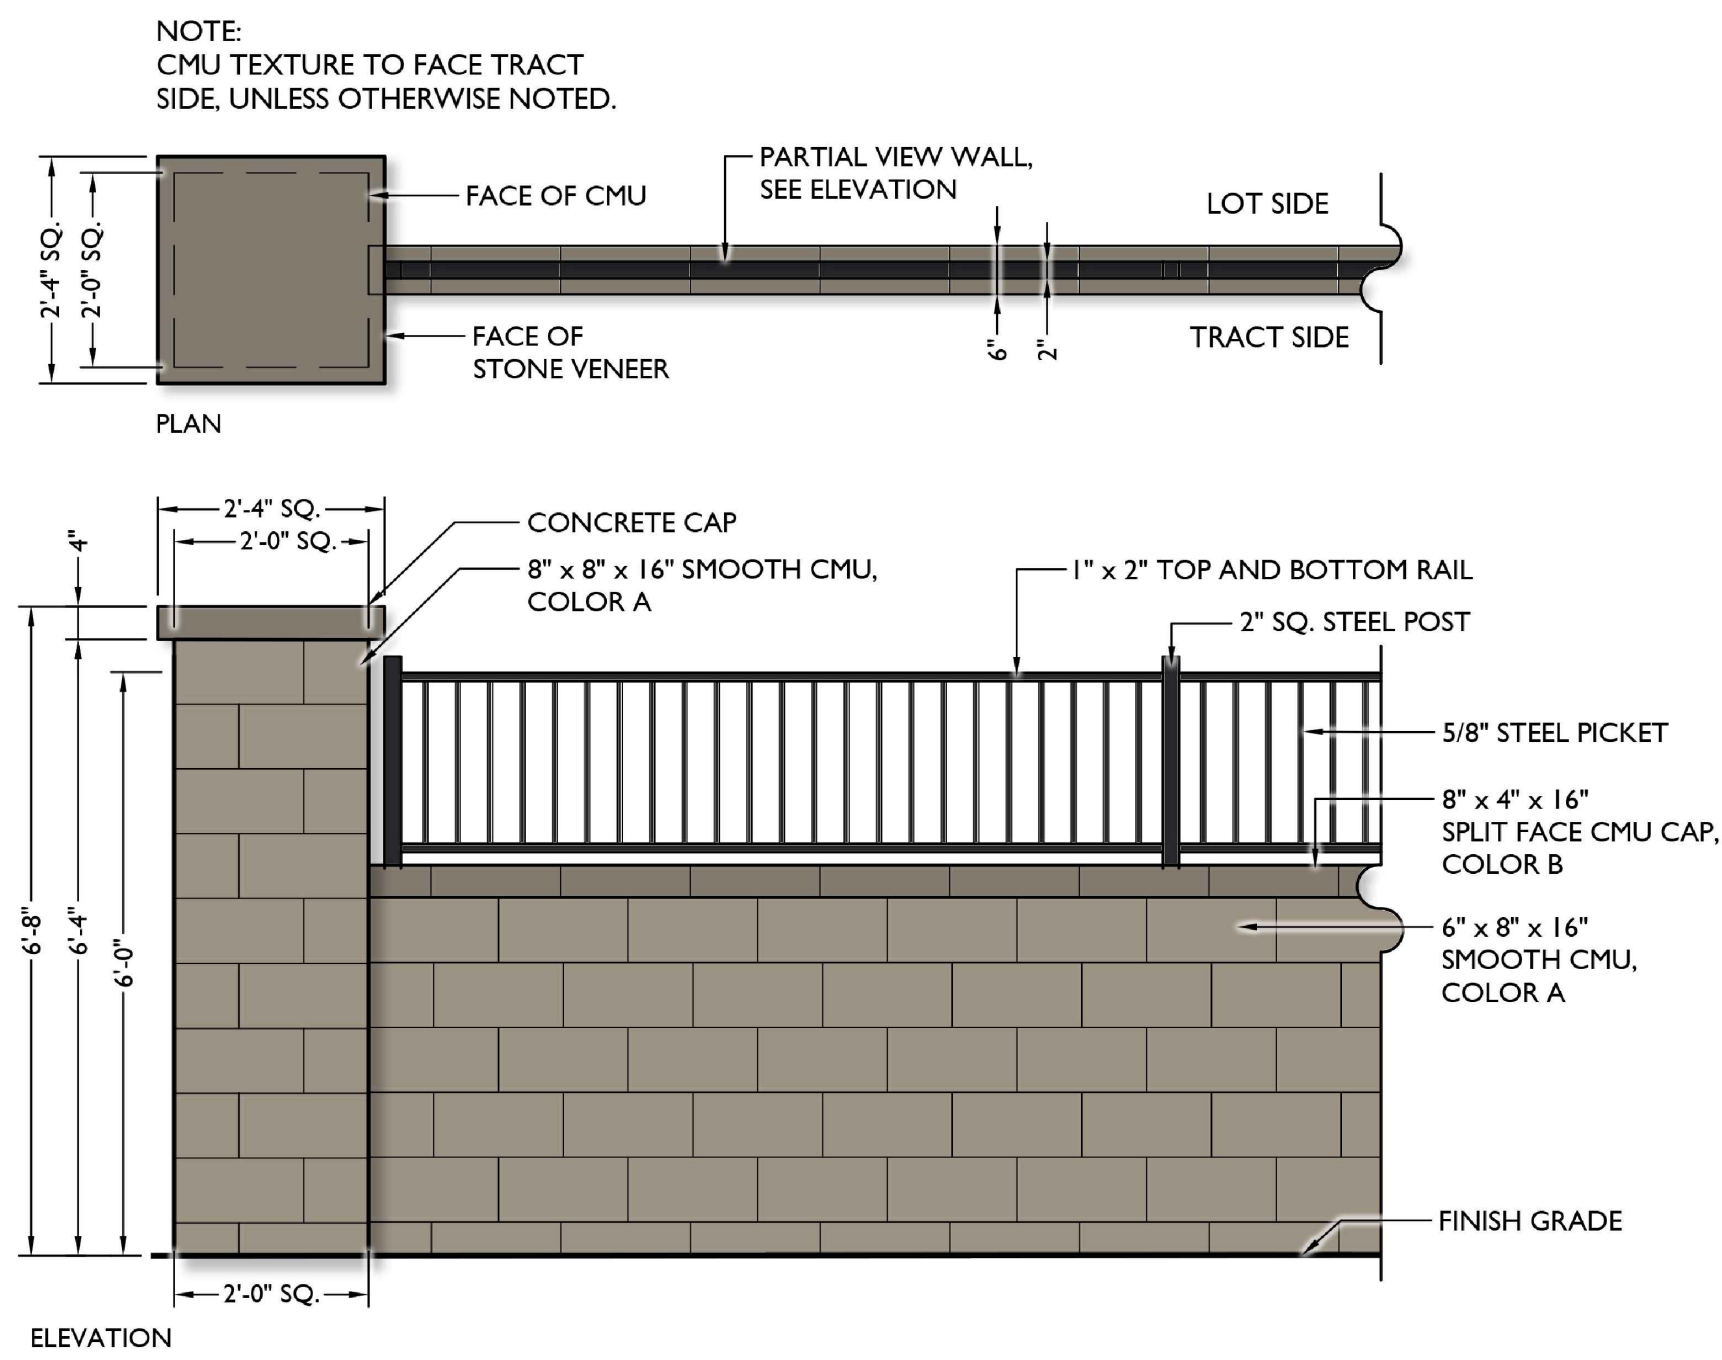 NOTE:
CMU TEXTURE TO FACE TRACT
SIDE, UNLESS OTHERWISE NOTED.
PARTIAL VIEW WALL,
SEE ELEVATION
FACE OF CMU
LOT SIDE
2'-4" SQ.
2'-0" SQ.
FACE OF
STONE VENEER
6"
2"
TRACT SIDE
PLAN
2'-4" SQ.
2'-0" SQ.
4"
CONCRETE CAP
8" x 8" x 16" SMOOTH CMU,
COLOR A
1" x 2" TOP AND BOTTOM RAIL
2" SQ. STEEL POST
5/8" STEEL PICKET
8" x 4" x 16"
SPLIT FACE CMU CAP,
COLOR B
6'-8"
6'-4"
6'-0"
6" x 8" x 16"
SMOOTH CMU,
COLOR A
FINISH GRADE
2'-0" SQ.
ELEVATION